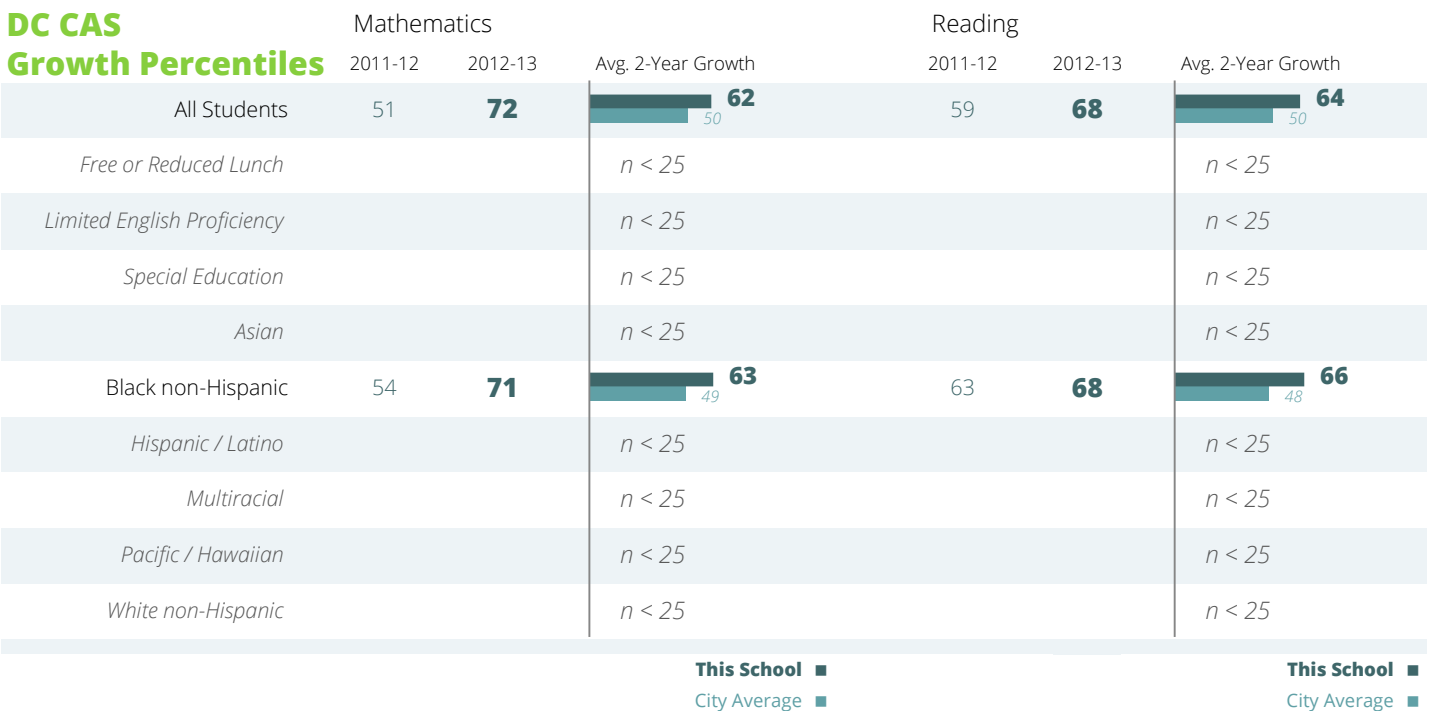 DC CAS Mathematics Reading
Growth Percentiles 2011-12 2012-13 Avg. 2-Year Growth 2011-12 2012-13 Avg. 2-Year Growth
All Students 51 72 62 50 59 68 64 50
Free or Reduced Lunch n < 25 n < 25
Limited English Proficiency n < 25 n < 25
Special Education n < 25 n < 25
Asian n < 25 n < 25
Black non-Hispanic 54 71 63 49 63 68 66 48
Hispanic / Latino n < 25 n < 25
Multiracial n < 25 n < 25
Pacific / Hawaiian n < 25 n < 25
White non-Hispanic n < 25 n < 25
This School This School
City Average City Average